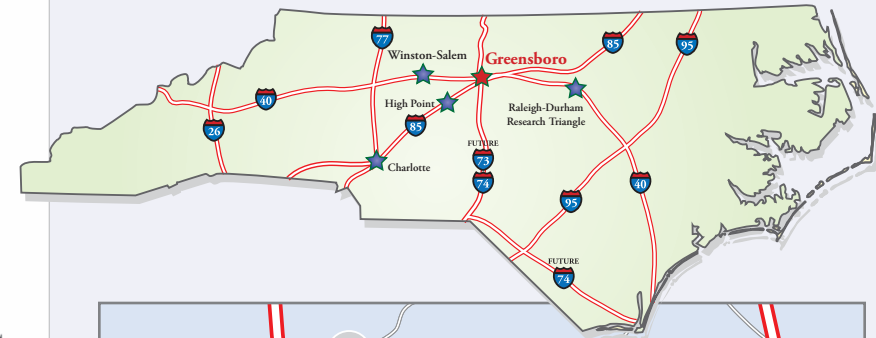 77
85
95
Winston-Salem
Greensboro
40
High Point
Raleigh-Durham
Research Triangle
85
26
FUTURE
73
74
Charlotte
40
95
FUTURE
74